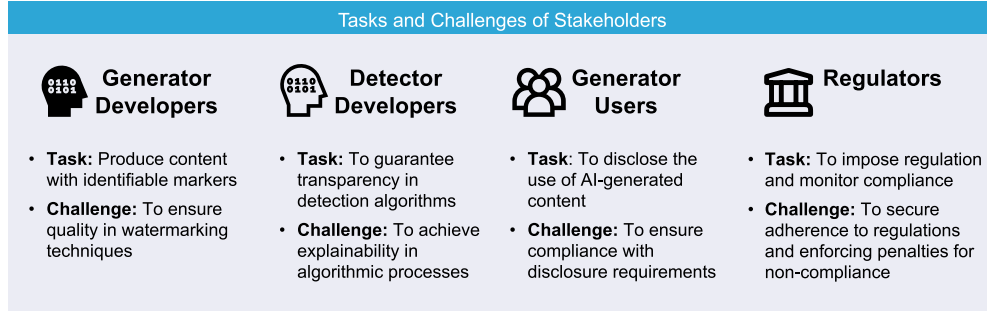 Tasks and Challenges of Stakeholders
0110
0101
Generator
Developers
• Task: Produce content
with identifiable markers
• Challenge: To ensure
quality in watermarking
techniques
0110
0101
Detector
Developers
• Task: To guarantee
transparency in
detection algorithms
• Challenge: To achieve
explainability in
algorithmic processes
Generator
Users
• Task: To disclose the
use of AI-generated
content
• Challenge: To ensure
compliance with
disclosure requirements
Regulators
• Task: To impose regulation
and monitor compliance
• Challenge: To secure
adherence to regulations
and enforcing penalties for
non-compliance